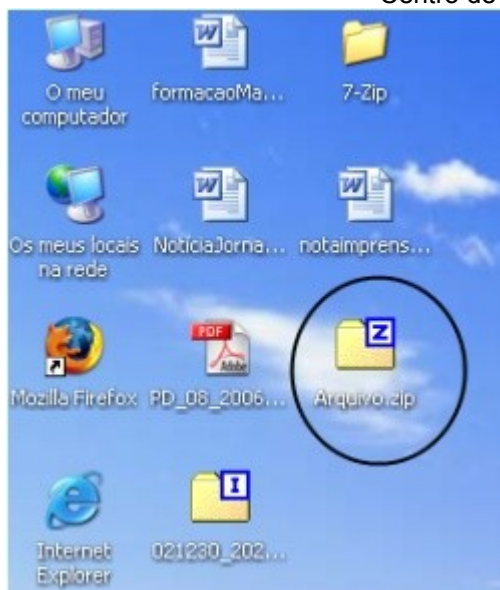 Centro de
O meu
computador
formacaoMa...
7-Zip
Os meus locais
na rede
NoticiaJorna...
notaimprens...
Mozilla Firefox
PD_08_2006...
Arquivo.zip
Internet
Explorer
021230_202...
W
W
W
PDF
Adobe
Z
I